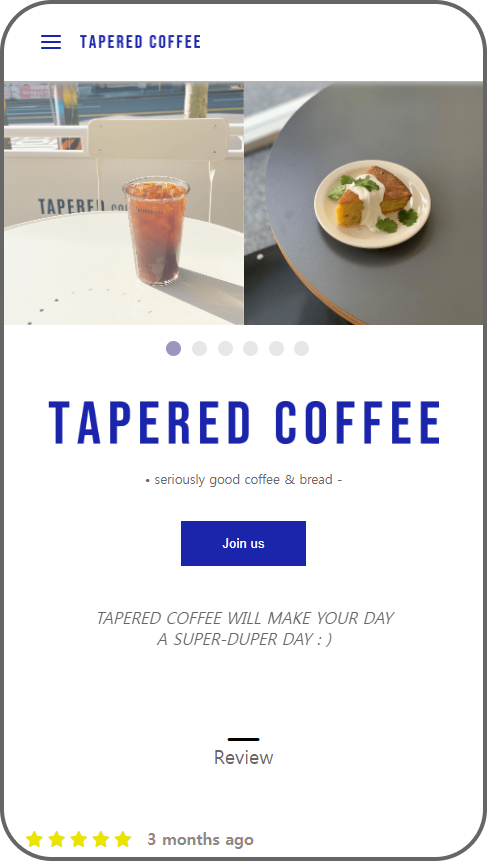 TAPERED COFFEE
TAPERED
TAPERED COFFEE
• seriously good coffee & bread -
Join us
TAPERED COFFEE WILL MAKE YOUR DAY
A SUPER-DUPER DAY : )
Review
3 months ago